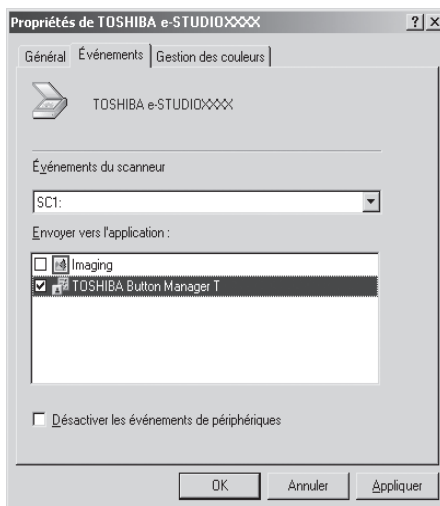 Propriétés de TOSHIBA e-STUDIOXXXX
Général Événements Gestion des couleurs
TOSHIBA e-STUDIOXXXX
Événements du scanneur
SC1:
Envoyer vers l'application :
Imaging
TOSHIBA Button Manager T
Désactiver les événements de périphériques
OK Annuler Appliquer